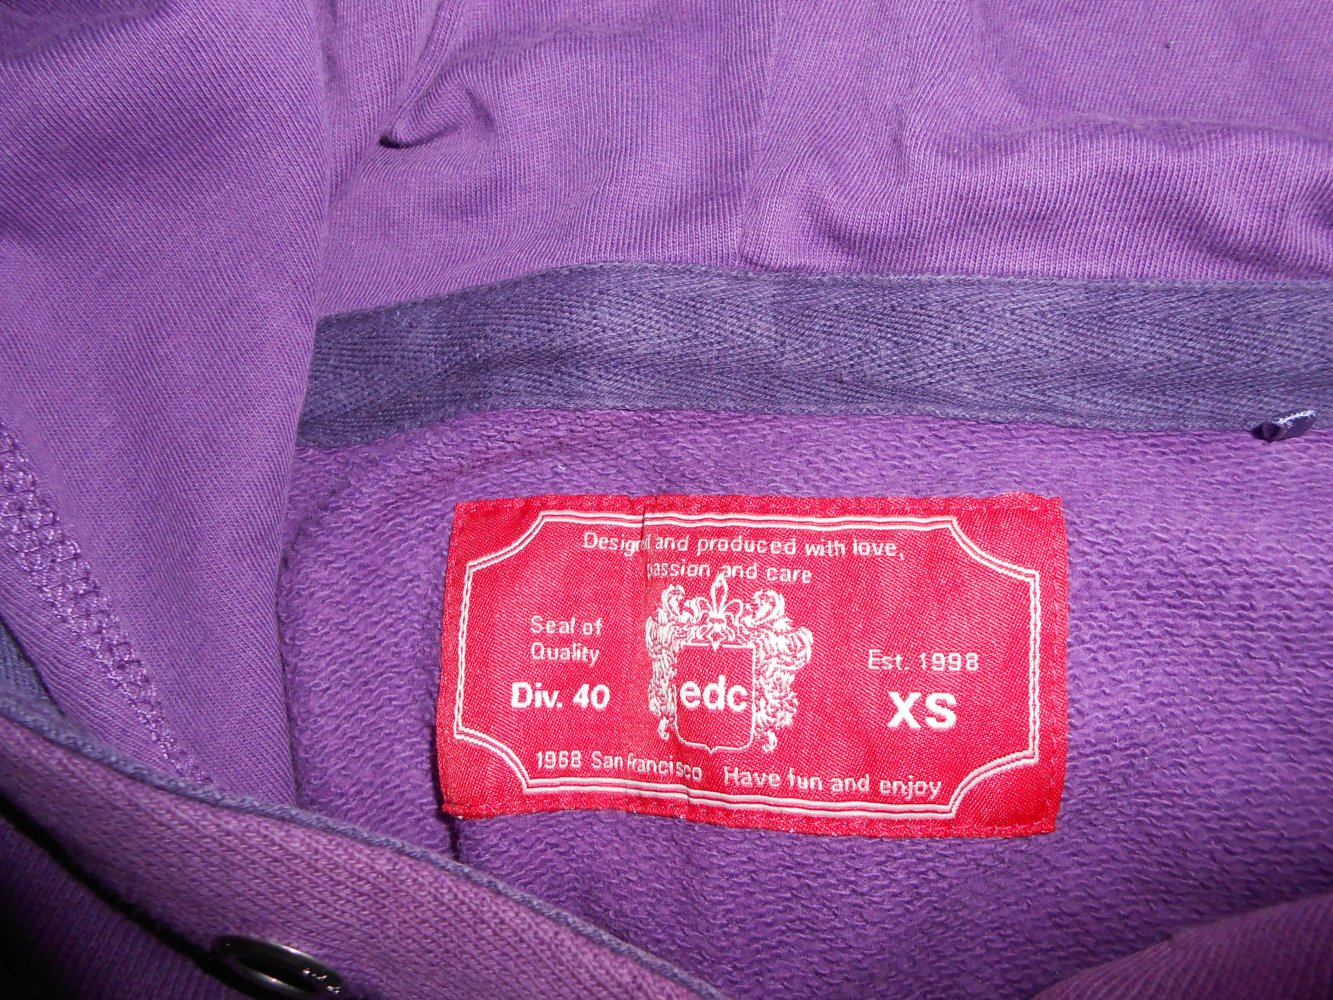 Designed and produced with love,
passion and care
Seal of
Quality
Div. 40
edc
Est. 1998
XS
1968 San Francisco Have fun and enjoy